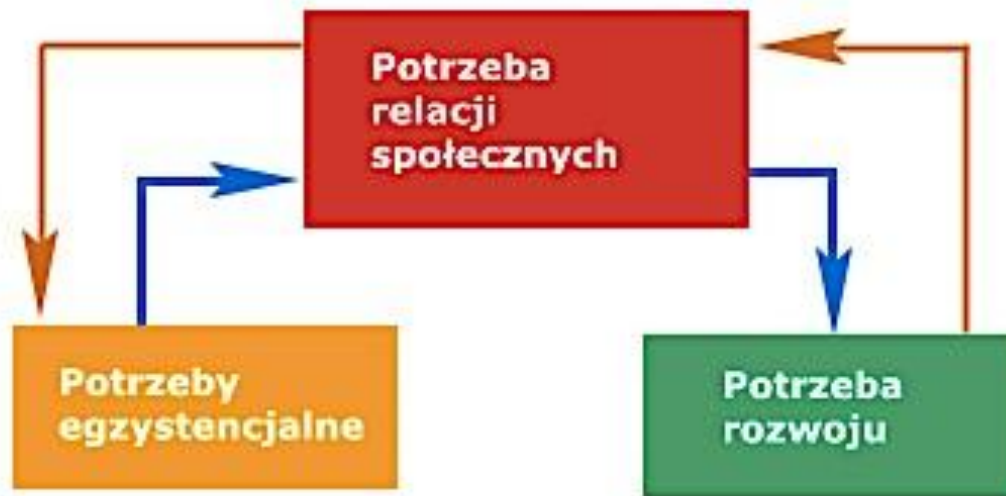 Potrzeba
relacji
społecznych
Potrzeby
egzystencjalne
Potrzeba
rozwoju